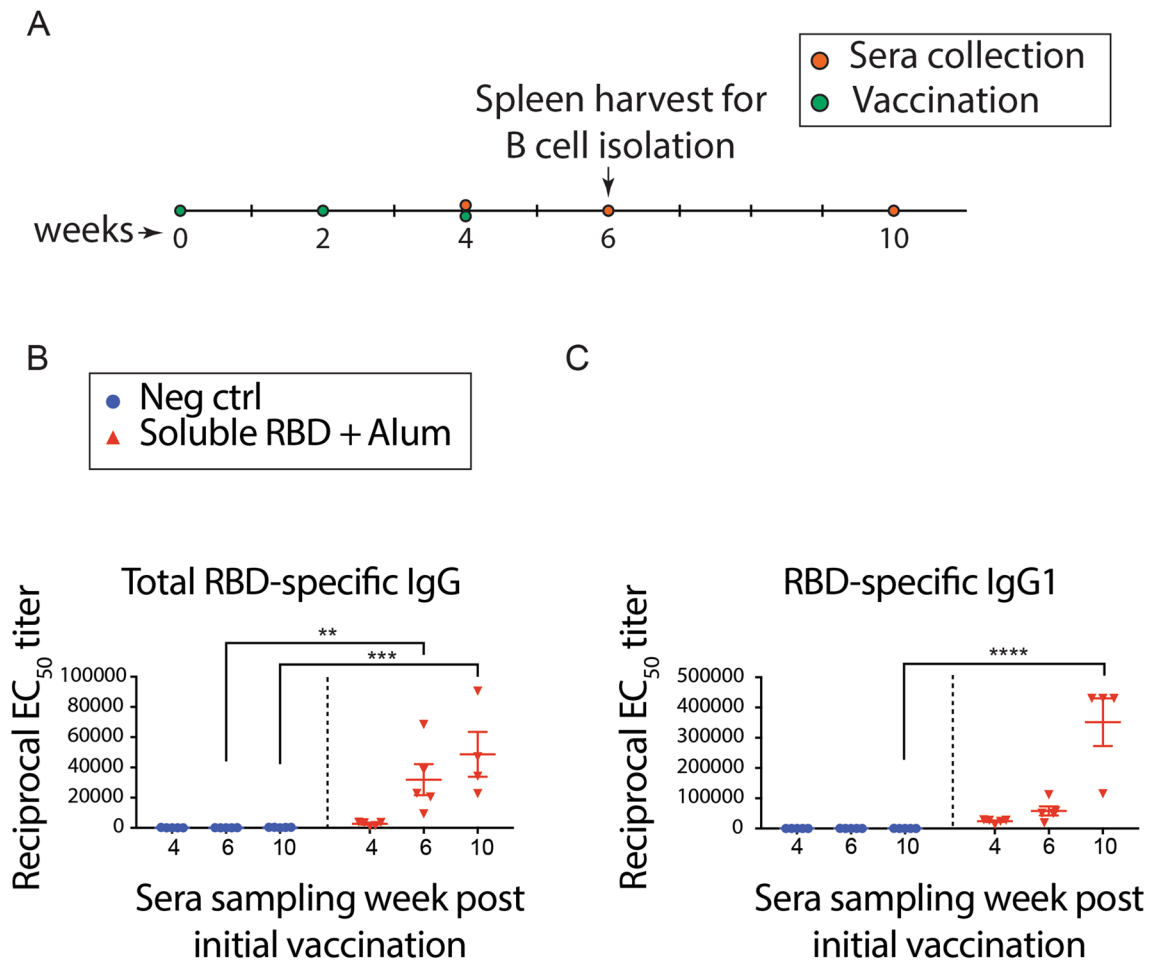 A
Sera collection
Vaccination
Spleen harvest for
B cell isolation
weeks
0 2 4 6 10
B
Neg ctrl
Soluble RBD + Alum
Total RBD-specific IgG
**
***
Reciprocal EC50 titer
100000
80000
60000
40000
20000
0
4 6 10 4 6 10
Sera sampling week post
initial vaccination
C
RBD-specific IgG1
****
Reciprocal EC50 titer
500000
400000
300000
200000
100000
0
4 6 10 4 6 10
Sera sampling week post
initial vaccination